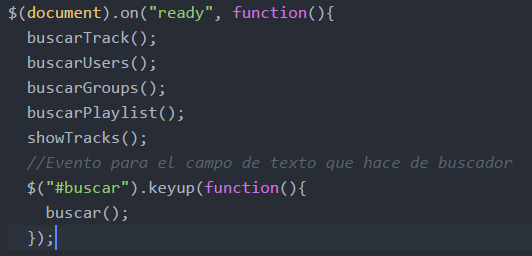 $(document).on("ready", function(){
  buscarTrack();
  buscarUsers();
  buscarGroups();
  buscarPlaylist();
  showTracks();
  //Evento para el campo de texto que hace de buscador
  $("#buscar").keyup(function(){
    buscar();
  });